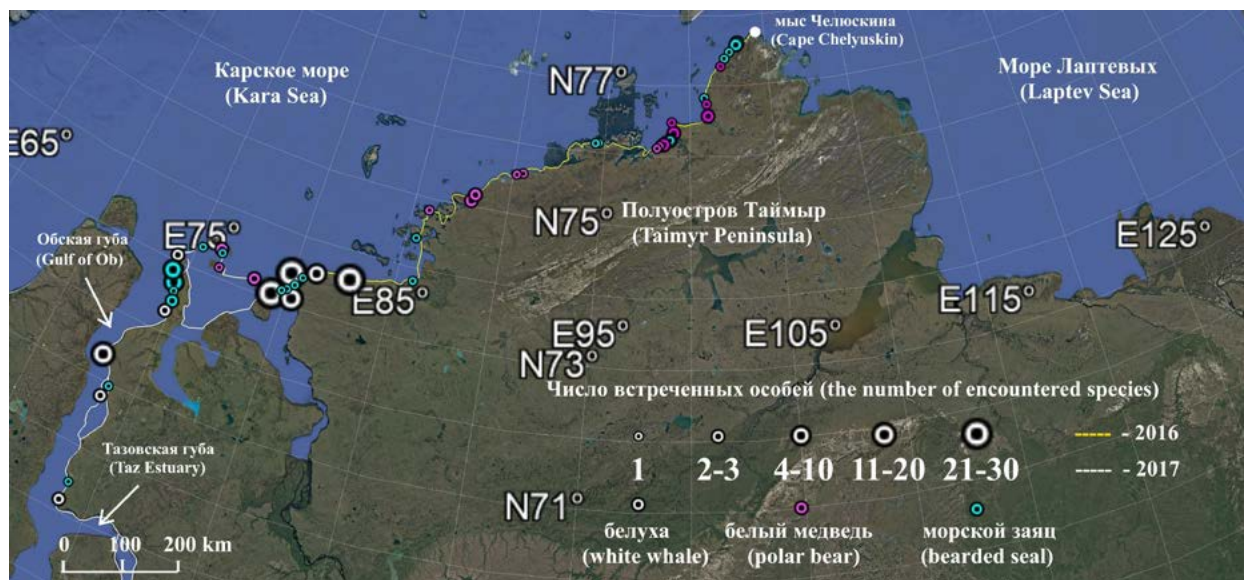 мыс Челюскина
(Cape Chelyuskin)
Карское море
(Kara Sea)
Море Лаптевых
(Laptev Sea)
N77°
E65°
N75°
Полуостров Таймыр
(Taimyr Peninsula)
Обская губа
(Gulf of Ob)
E75°
E125°
E85°
E115°
E95°
E105°
N73°
Число встреченных особей (the number of encountered species)
Тазовская губа
(Taz Estuary)
1
2-3
4-10
11-20
21-30
- 2016
- 2017
N71°
белуха
(white whale)
белый медведь
(polar bear)
морской заяц
(bearded seal)
0 100 200 km